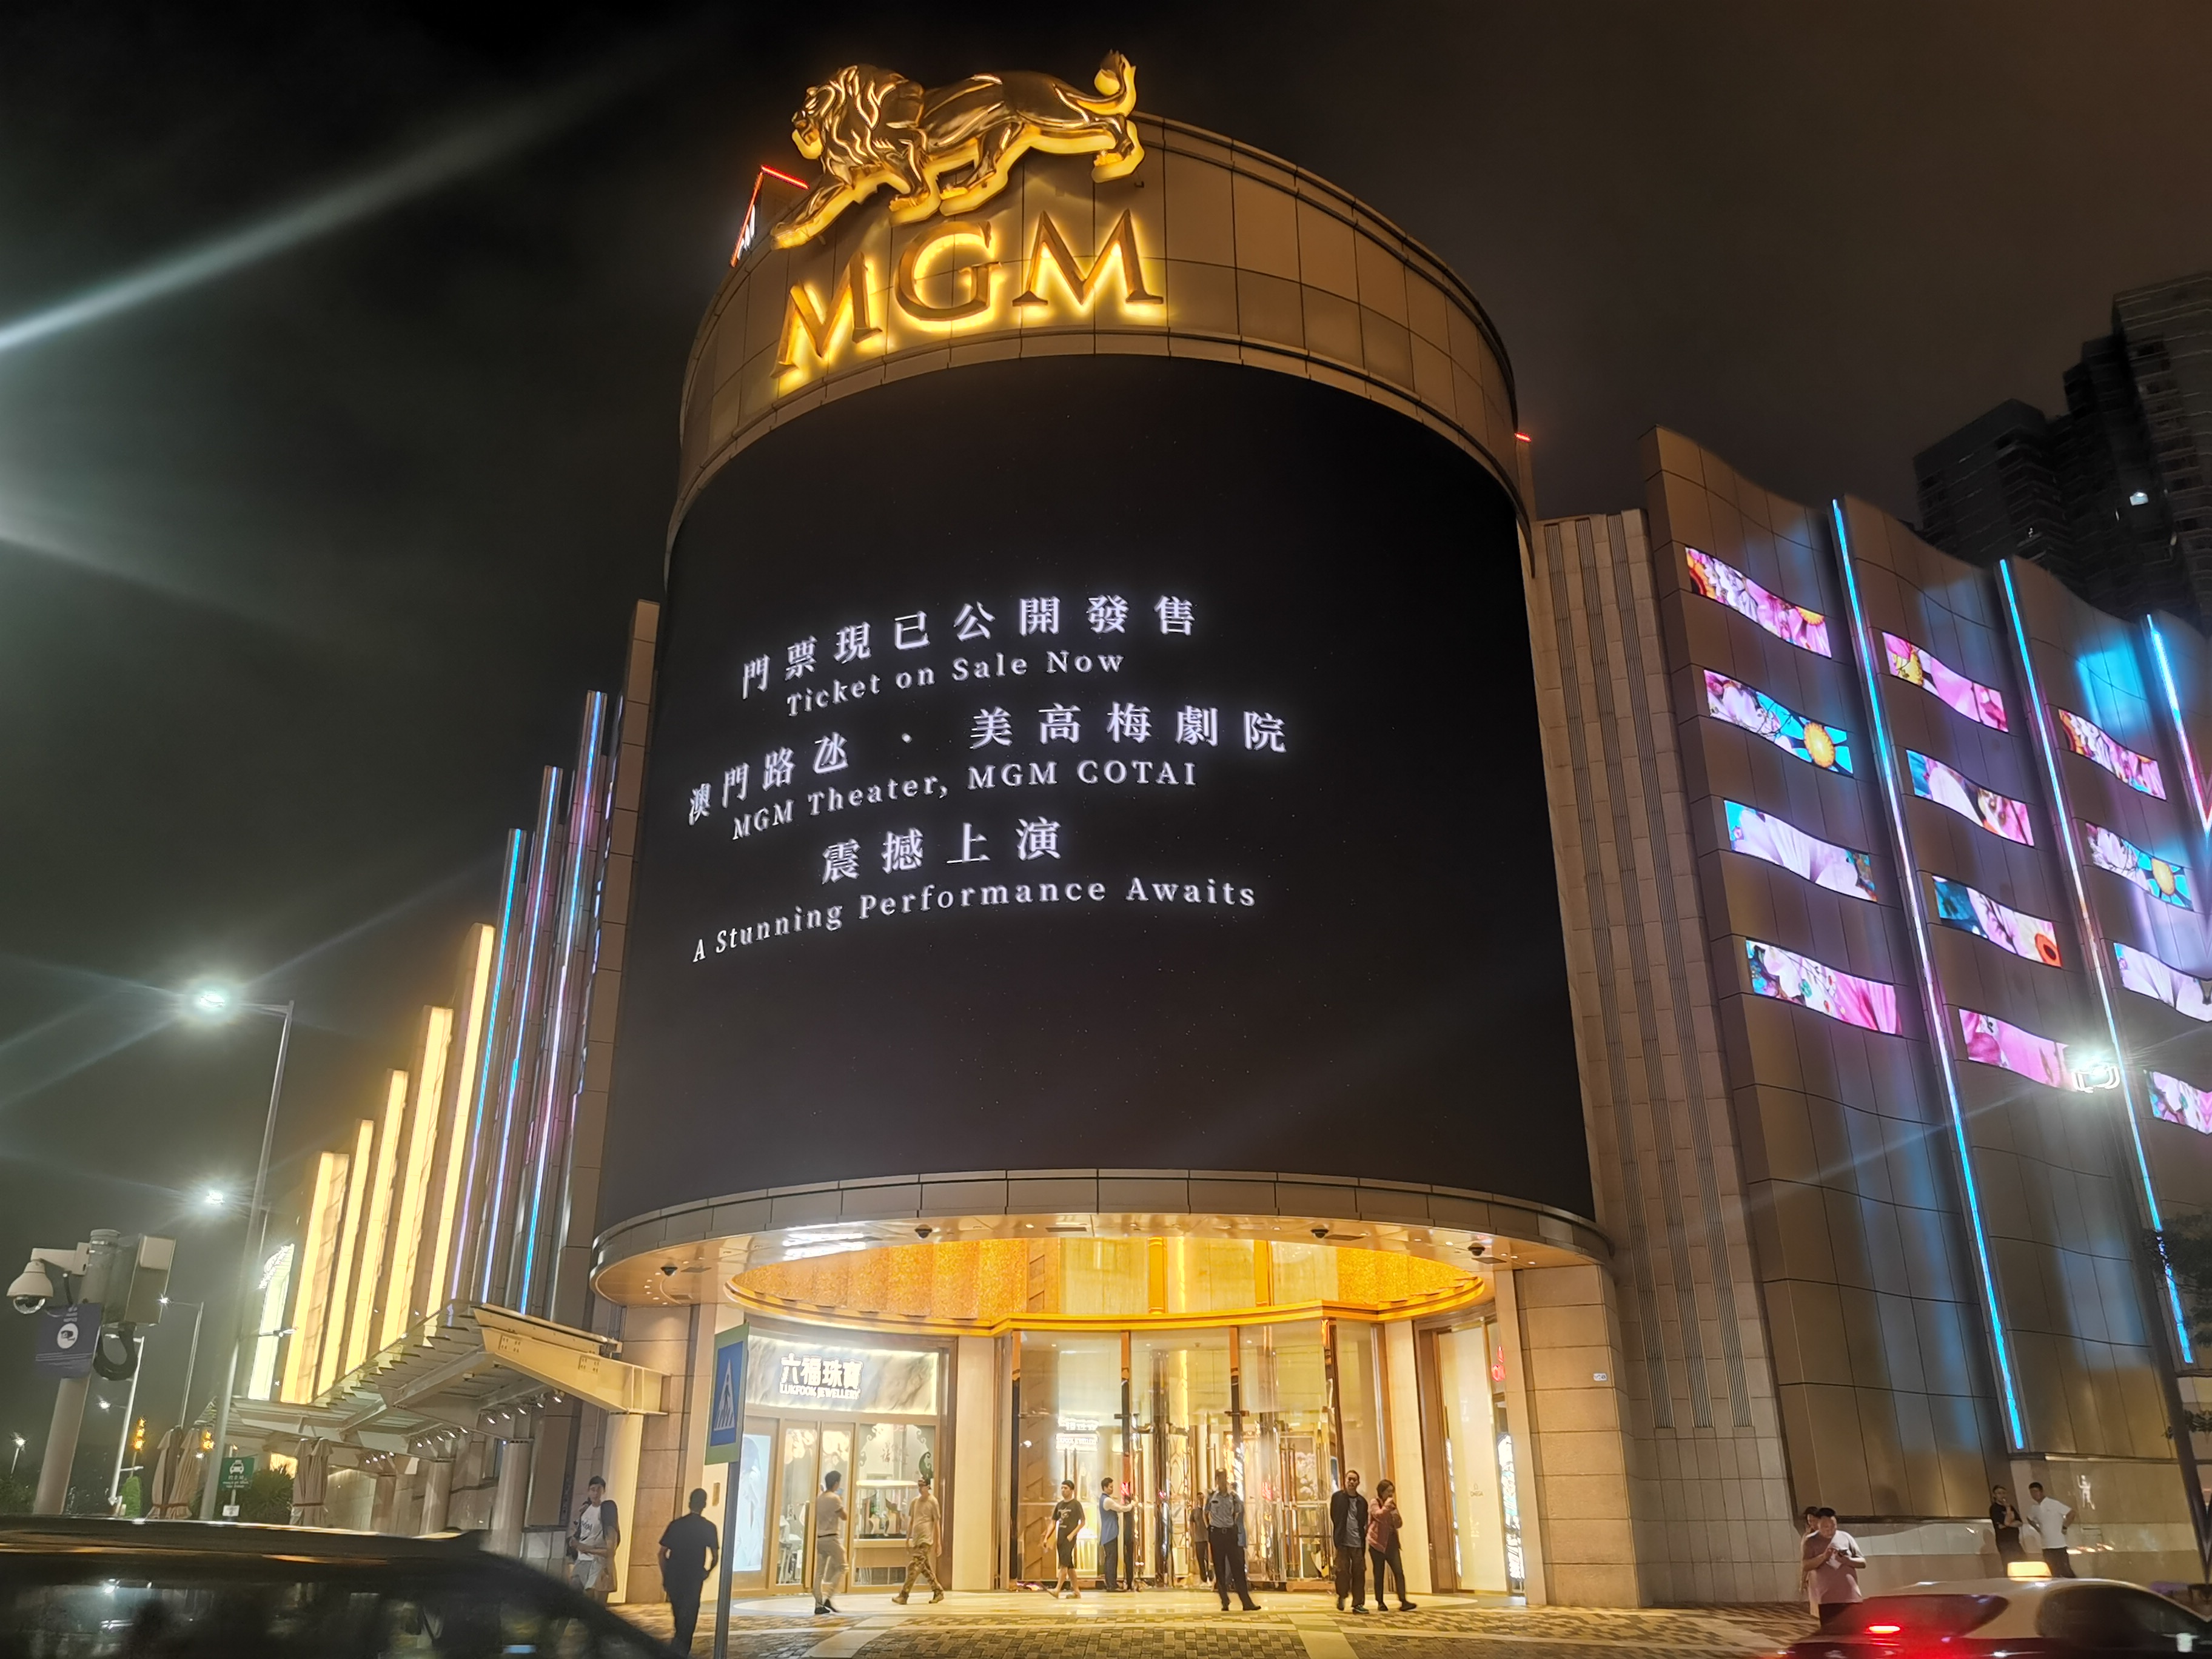 MGM
門票現已公開發售
Ticket on Sale Now
澳門路氹 · 美高梅劇院
MGM Theater, MGM COTAI
震撼上演
A Stunning Performance Awaits
六福珠寶
LUKFOOK JEWELLERY